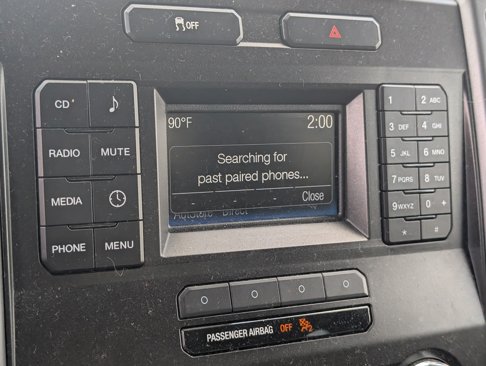 OFF
CD
RADIO
MUTE
MEDIA
PHONE
MENU
90°F 2:00
Searching for
past paired phones...
Close
1
2 ABC
3 DEF
4 GHI
5 JKL
6 MNO
7 PQRS
8 TUV
9 WXYZ
0 +
*
#
PASSENGER AIRBAG OFF